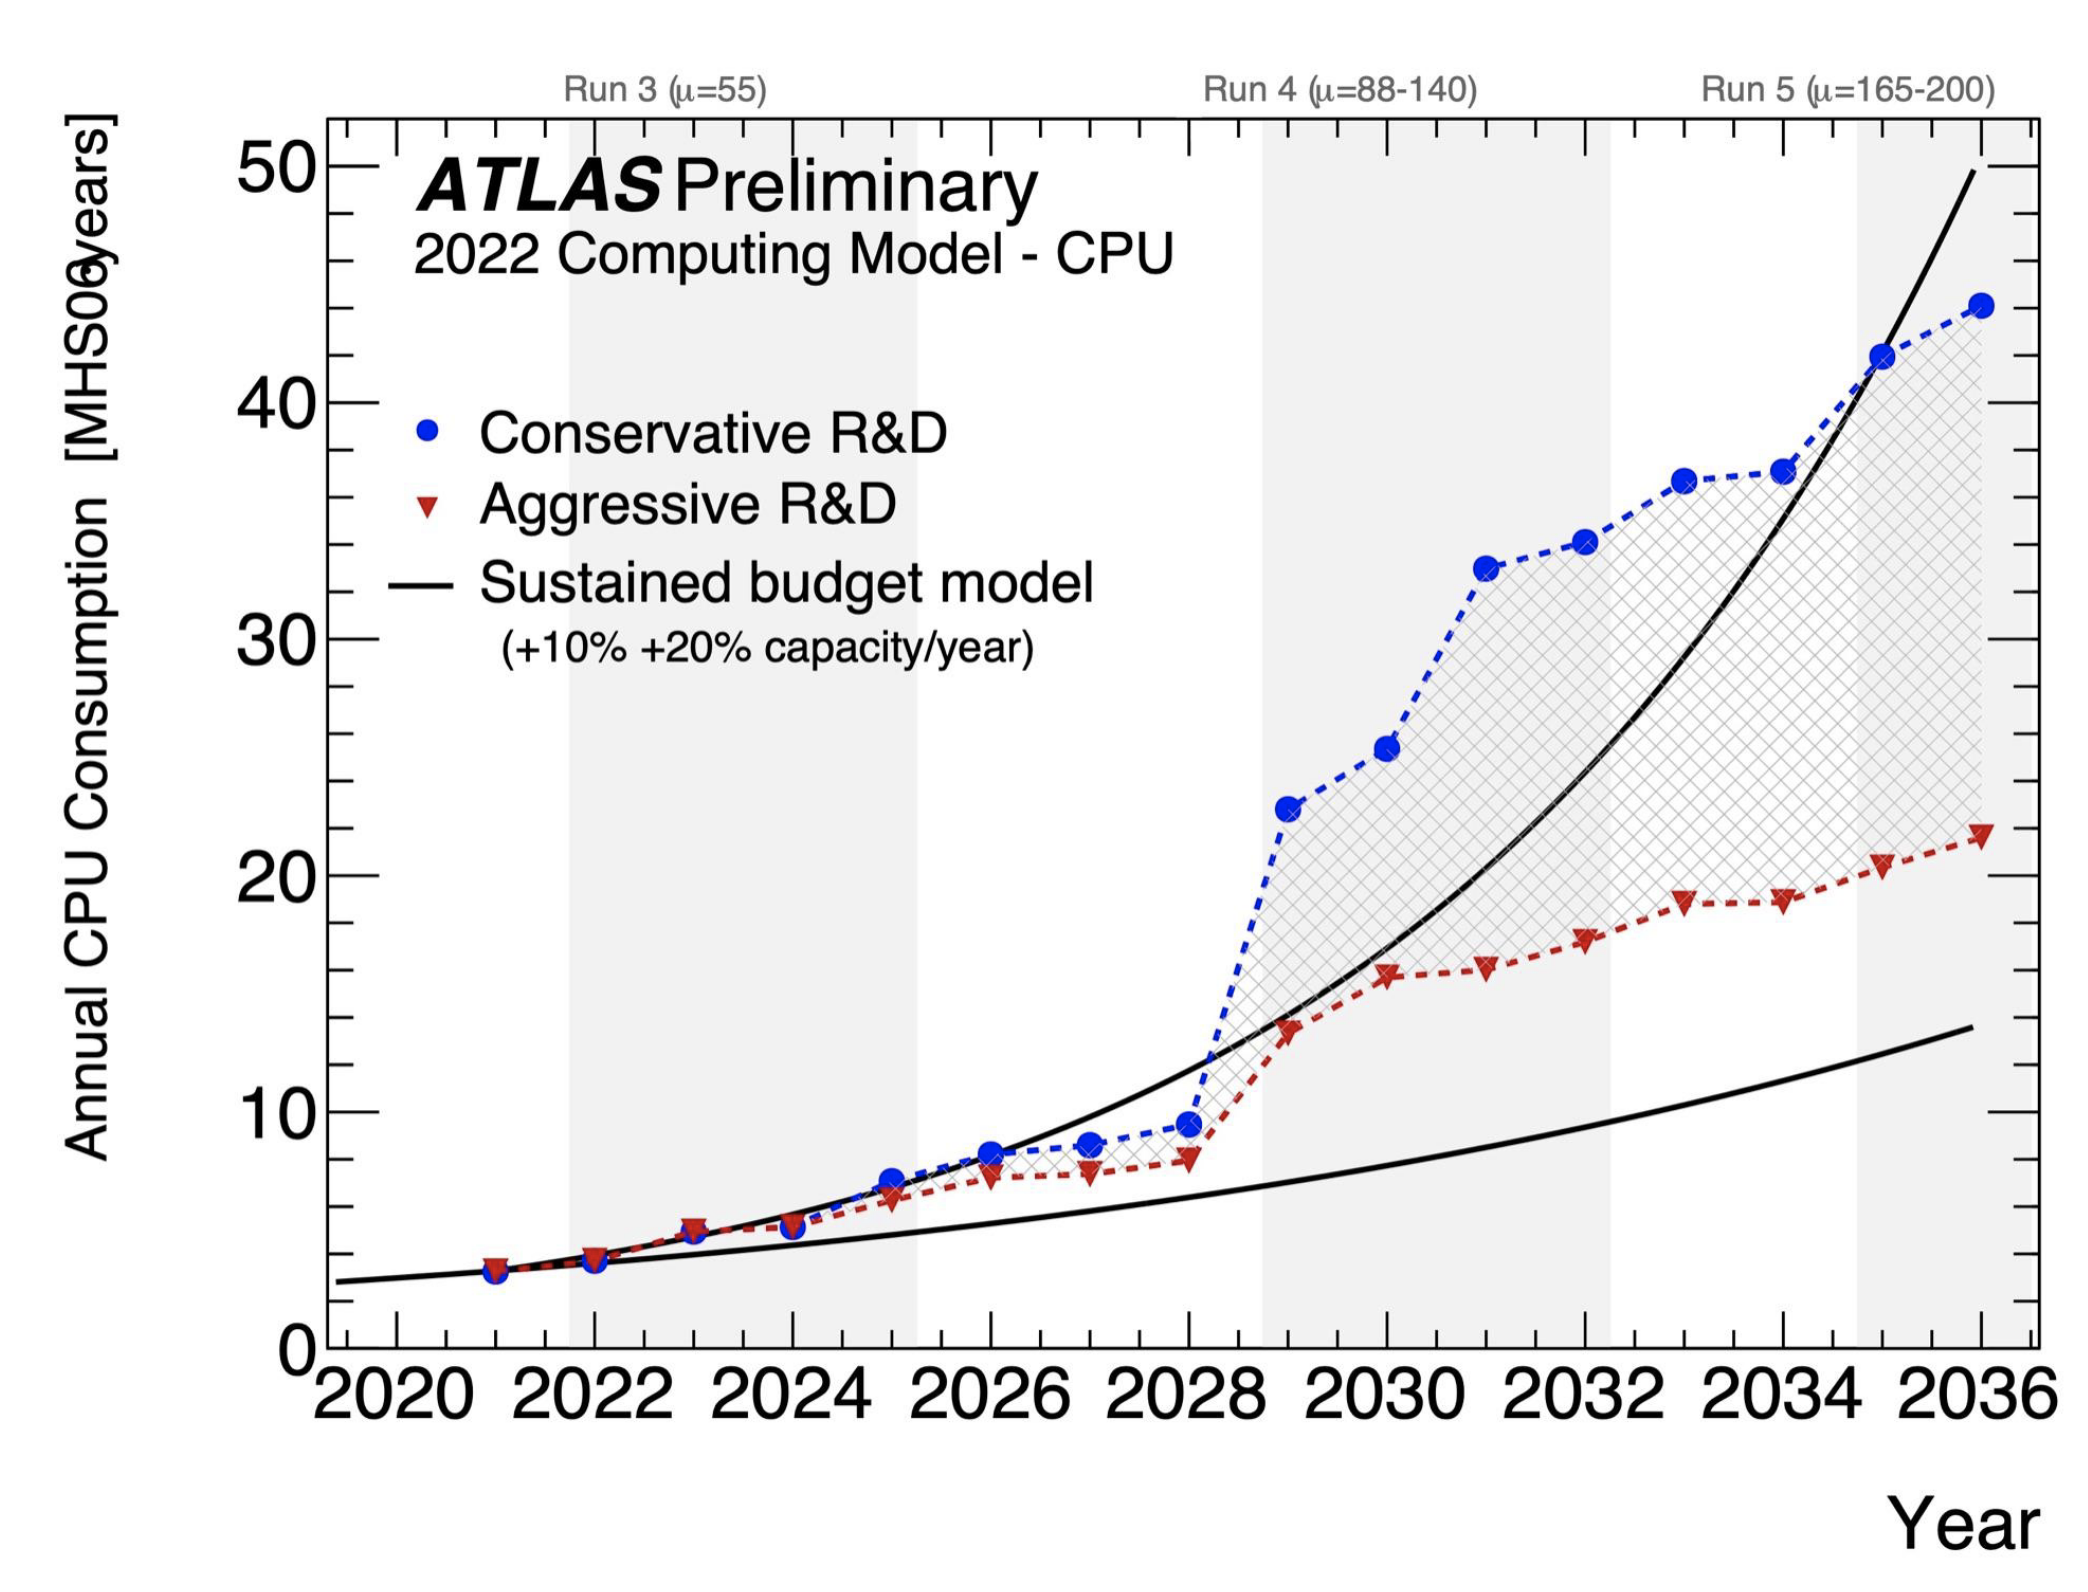 Run 3 (μ=55) Run 4 (μ=88-140) Run 5 (μ=165-200)
ATLAS Preliminary
2022 Computing Model - CPU
Conservative R&D
Aggressive R&D
Sustained budget model
(+10% +20% capacity/year)
Annual CPU Consumption [MHS06years]
50
40
30
20
10
0
2020 2022 2024 2026 2028 2030 2032 2034 2036
Year